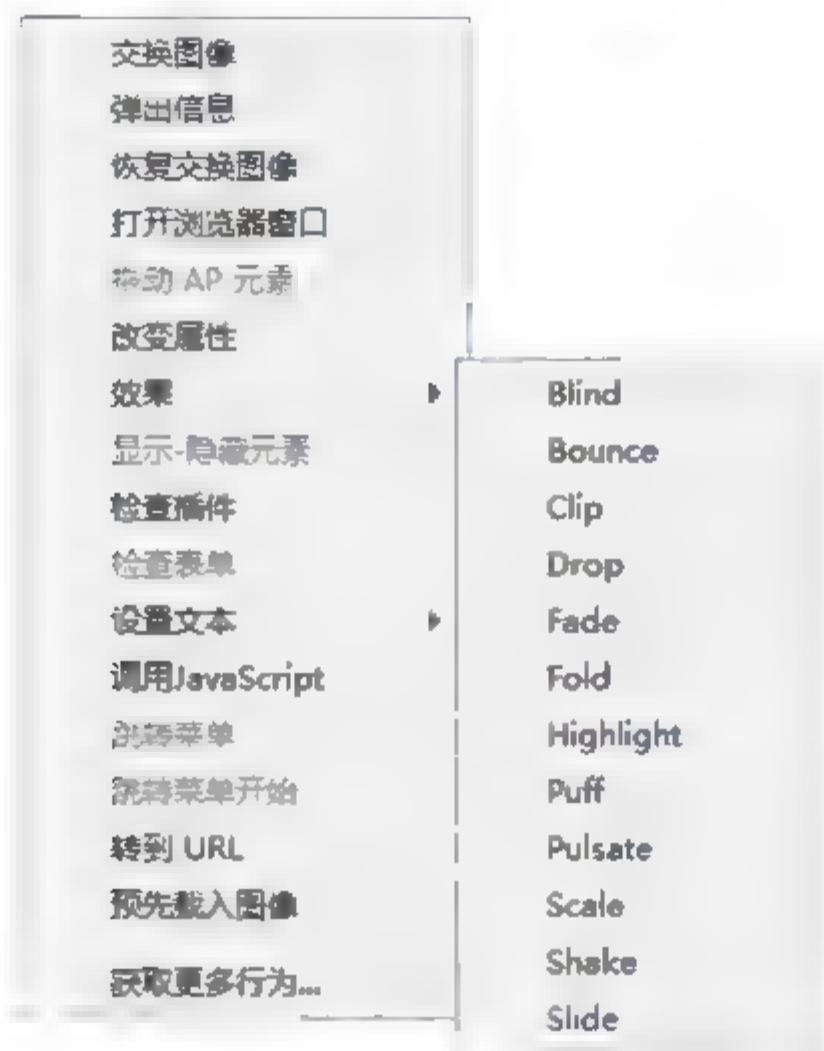 交换图像
弹出信息
恢复交换图像
打开浏览器窗口
拖动 AP 元素
改变属性
效果
显示-隐藏元素
检查插件
检查表单
设置文本
调用JavaScript
跳转菜单
跳转菜单开始
转到 URL
预先载入图像
获取更多行为...
Blind
Bounce
Clip
Drop
Fade
Fold
Highlight
Puff
Pulsate
Scale
Shake
Slide